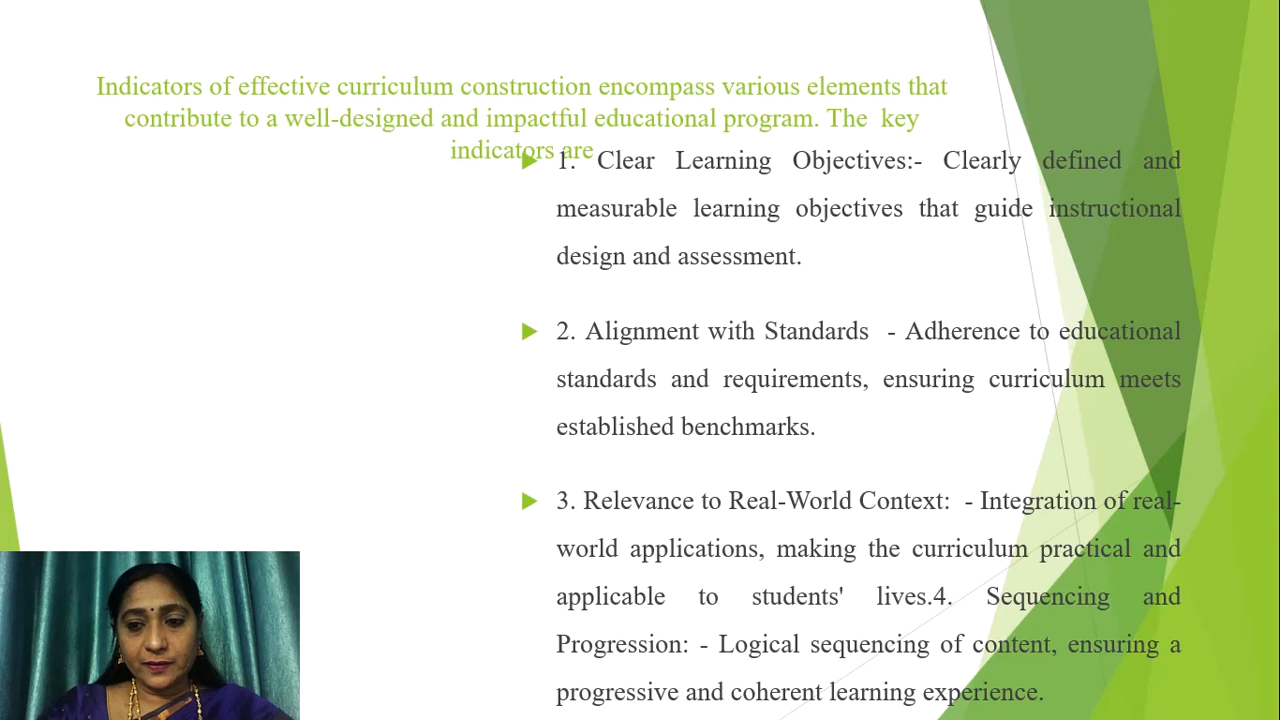 Indicators of effective curriculum construction encompass various elements that
contribute to a well-designed and impactful educational program. The key
indicators are
1. Clear Learning Objectives:- Clearly defined and
measurable learning objectives that guide instructional
design and assessment.
2. Alignment with Standards - Adherence to educational
standards and requirements, ensuring curriculum meets
established benchmarks.
3. Relevance to Real-World Context: - Integration of real-
world applications, making the curriculum practical and
applicable to students' lives.4. Sequencing and
Progression: - Logical sequencing of content, ensuring a
progressive and coherent learning experience.